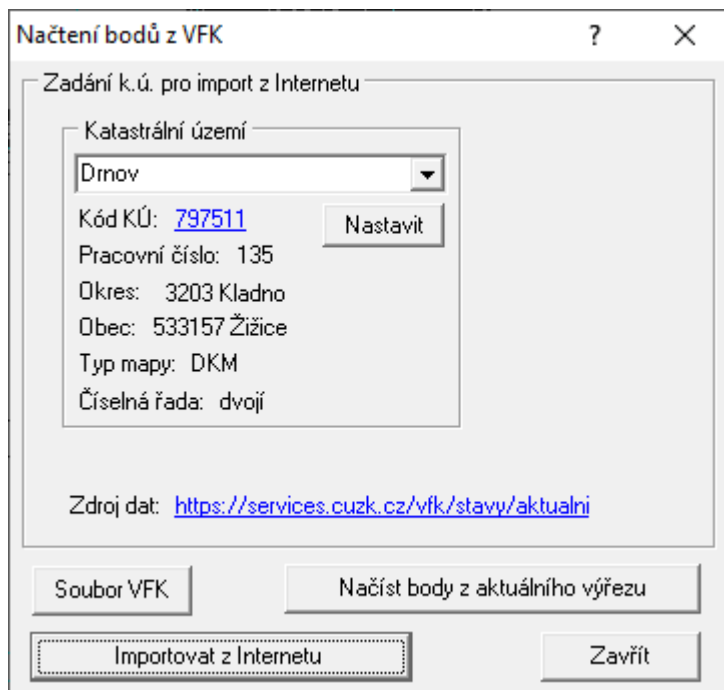 Načtení bodů z VFK
Zadání k.ú. pro import z Internetu
Katastrální území
Drnov
Kód KÚ: 797511
Nastavit
Pracovní číslo: 135
Okres: 3203 Kladno
Obec: 533157 Žižice
Typ mapy: DKM
Číselná řada: dvojí
Zdroj dat: https://services.cuzk.cz/vfk/stavy/aktualni
Soubor VFK
Načíst body z aktuálního výřezu
Importovat z Internetu
Zavřít